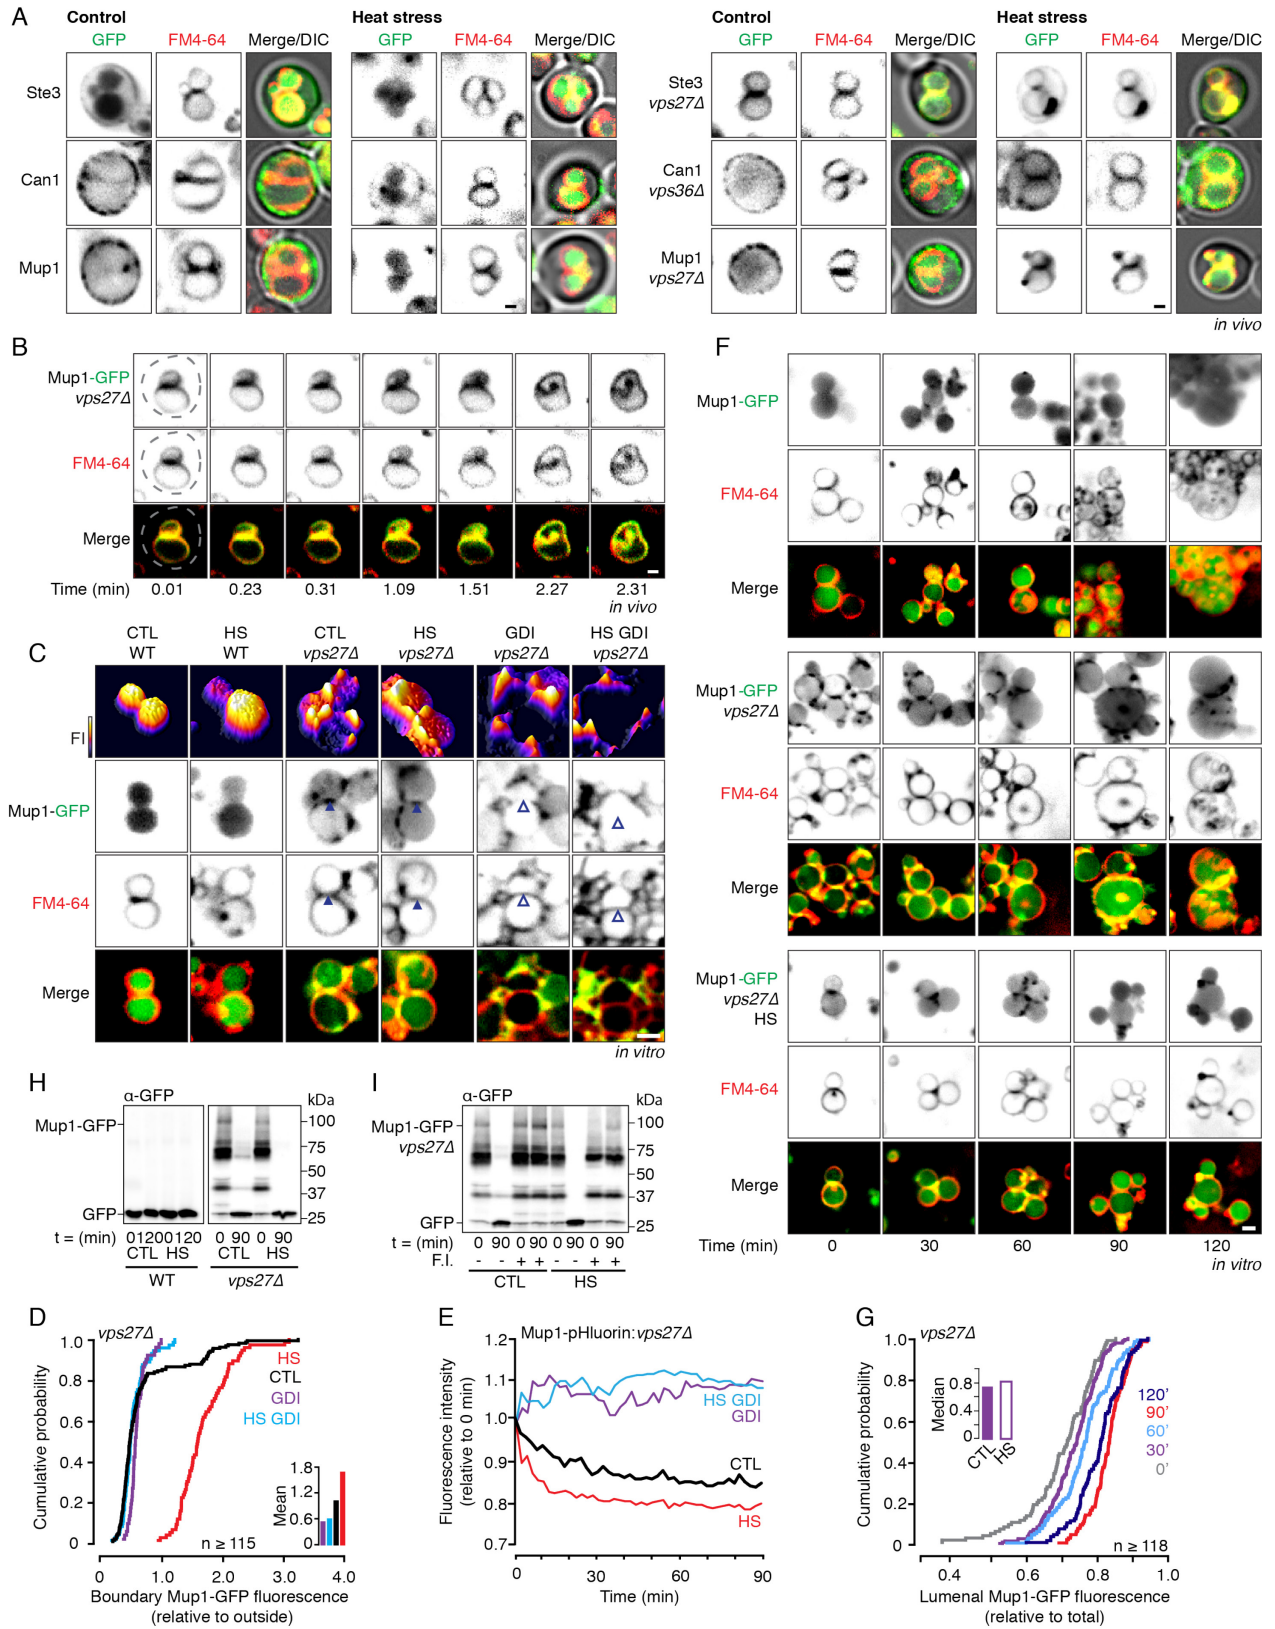 A
Control
Heat stress
Control
Heat stress
GFP FM4-64 Merge/DIC
GFP FM4-64 Merge/DIC
GFP FM4-64 Merge/DIC
GFP FM4-64 Merge/DIC
Ste3
Can1
Mup1
Ste3
vps27Δ
Can1
vps36Δ
Mup1
vps27Δ
in vivo
B
Mup1-GFP
vps27Δ
FM4-64
Merge
Time (min) 0.01 0.23 0.31 1.09 1.51 2.27 2.31
in vivo
C
CTL HS CTL HS GDI HS GDI
WT WT vps27Δ vps27Δ vps27Δ vps27Δ
FI
Mup1-GFP
FM4-64
Merge
in vitro
F
Mup1-GFP
FM4-64
Merge
Mup1-GFP
vps27Δ
FM4-64
Merge
Mup1-GFP
vps27Δ
HS
FM4-64
Merge
Time (min) 0 30 60 90 120
in vitro
H
α-GFP
kDa
Mup1-GFP
100
75
50
37
25
GFP
t = (min) 0 120 0 120 0 90 0 90
CTL HS CTL HS
WT vps27Δ
I
α-GFP
kDa
Mup1-GFP
vps27Δ
100
75
50
37
25
GFP
t = (min) 0 90 0 90 0 90 0 90
F.I. - - + + - - + +
CTL HS
D
vps27Δ
Cumulative probability
1.0
0.8
0.6
0.4
0.2
0
HS
CTL
GDI
HS GDI
Mean
1.8
1.2
0.6
0
n ≥ 115
0 1.0 2.0 3.0 4.0
Boundary Mup1-GFP fluorescence
(relative to outside)
E
Mup1-pHluorin:vps27Δ
Fluorescence intensity
(relative to 0 min)
1.2
1.1
1.0
0.9
0.8
0.7
HS GDI
GDI
CTL
HS
0 30 60 90
Time (min)
G
vps27Δ
Cumulative probability
1.0
0.8
0.6
0.4
0.2
0
Median
0.8
0.4
0
CTL
HS
120'
90'
60'
30'
0'
n ≥ 118
0.4 0.6 0.8 1.0
Lumenal Mup1-GFP fluorescence
(relative to total)